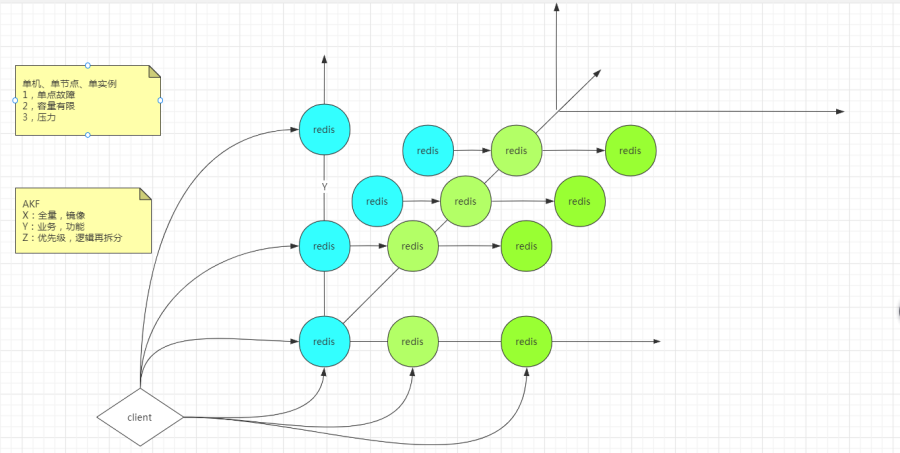 单机、单节点、单实例
1，单点故障
2，容量有限
3，压力
AKF
X：全量，镜像
Y：业务，功能
Z：优先级，逻辑再拆分
redis
redis
redis
redis
Y
redis
redis
redis
redis
redis
redis
redis
redis
redis
client